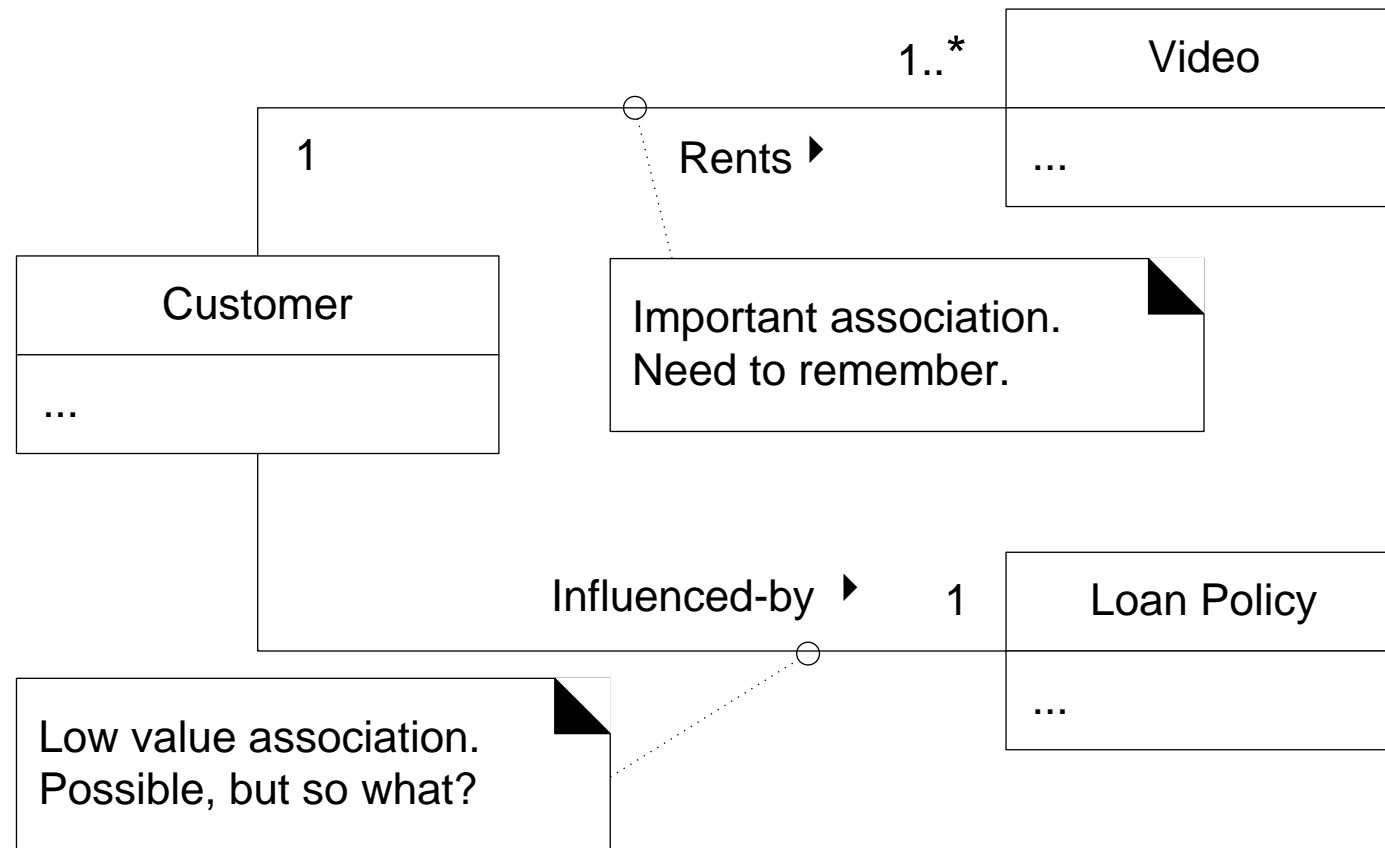 1..*
Video
1
Rents
...
Customer
Important association.
Need to remember.
...
Influenced-by
1
Loan Policy
...
Low value association.
Possible, but so what?